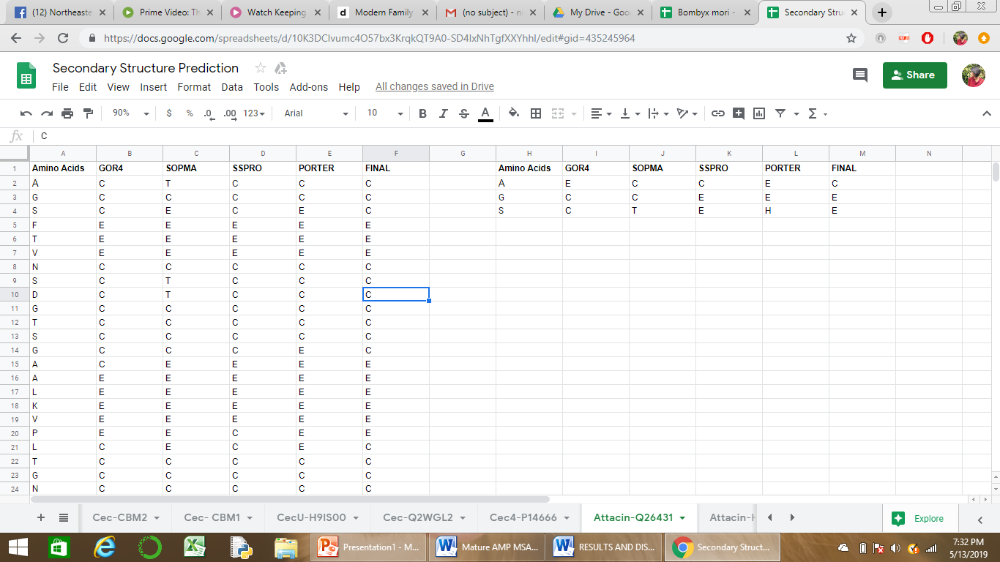 (12) Northeaste Prime Video: Th Watch Keeping Modern Family (no subject) - n My Drive - Goo Bombyx mori - Secondary Stru
https://docs.google.com/spreadsheets/d/10K3DClvumc4O57bx3KrqkQT9A0-SD4IxNhTgfXXYhhI/edit#gid=435245964
Secondary Structure Prediction
File Edit View Insert Format Data Tools Add-ons Help All changes saved in Drive
Share
90% $ % .0 .00 123 Arial 10 B I S A Σ
fx C
A B C D E F G H I J K L M N
1 Amino Acids GOR4 SOPMA SSPRO PORTER FINAL Amino Acids GOR4 SOPMA SSPRO PORTER FINAL
2 A C T C C C A E C C E C
3 G C C C C C G C C E E E
4 S C E C E C S C T E H E
5 F E E E E E
6 T E E E E E
7 V E E E E E
8 N C C C C C
9 S C T C C C
10 D C T C C C
11 G C C C C C
12 T C C C C C
13 S C C C C C
14 G C C C E C
15 A C E E E E
16 A E E E E E
17 L E E E E E
18 K E E E E E
19 V E E E E E
20 P E E C E E
21 L C E C E C
22 T C C C C C
23 G C C C C C
24 N C C C C C
Cec-CBM2 Cec- CBM1 CecU-H9IS00 Cec-Q2WGL2 Cec4-P14666 Attacin-Q26431 Attacin-H Explore
Presentation1 - M... Mature AMP MSA... RESULTS AND DIS... Secondary Struct...
7:32 PM
5/13/2019